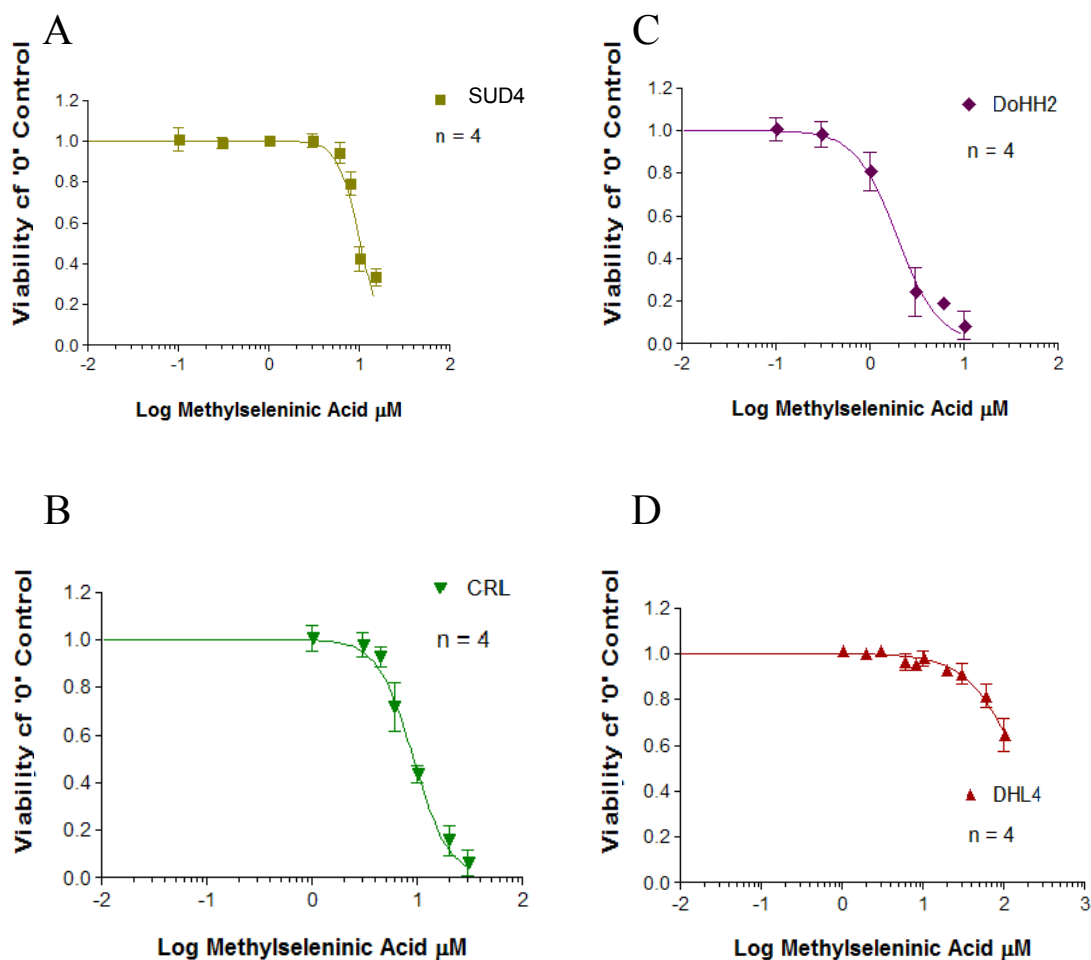 A
Viability cf '0' Control
1.2
1.0
0.8
0.6
0.4
0.2
0.0
-2
-1
0
1
2
Log Methylseleninic Acid µM
SUD4
n = 4
C
Viability cf '0' Control
1.2
1.0
0.8
0.6
0.4
0.2
0.0
-2
-1
0
1
2
Log Methylseleninic Acid µM
DoHH2
n = 4
B
Viability cf '0' Control
1.2
1.0
0.8
0.6
0.4
0.2
0.0
-2
-1
0
1
2
Log Methylseleninic Acid µM
CRL
n = 4
D
Viability cf '0' Control
1.2
1.0
0.8
0.6
0.4
0.2
0.0
-2
-1
0
1
2
3
Log Methylseleninic Acid µM
DHL4
n = 4